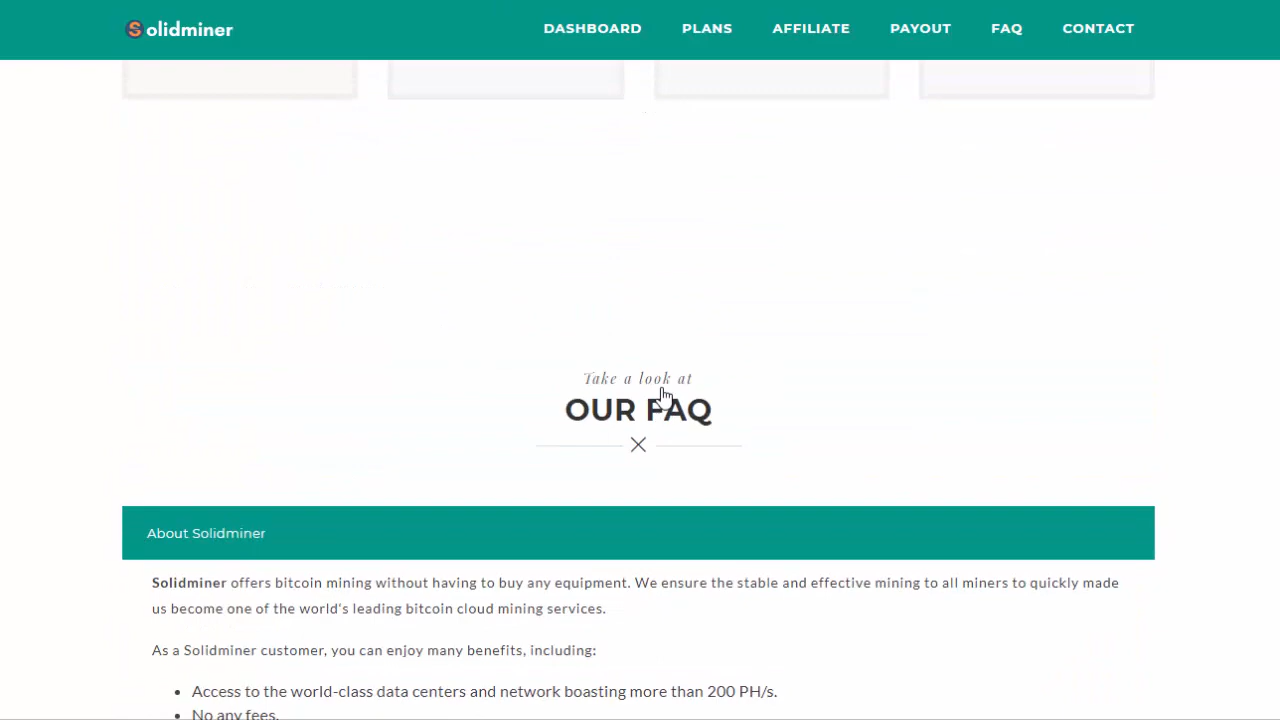 Solidminer
DASHBOARD PLANS AFFILIATE PAYOUT FAQ CONTACT
Take a look at
OUR FAQ
About Solidminer
Solidminer offers bitcoin mining without having to buy any equipment. We ensure the stable and effective mining to all miners to quickly made
us become one of the world's leading bitcoin cloud mining services.
As a Solidminer customer, you can enjoy many benefits, including:
• Access to the world-class data centers and network boasting more than 200 PH/s.
• No any fees.